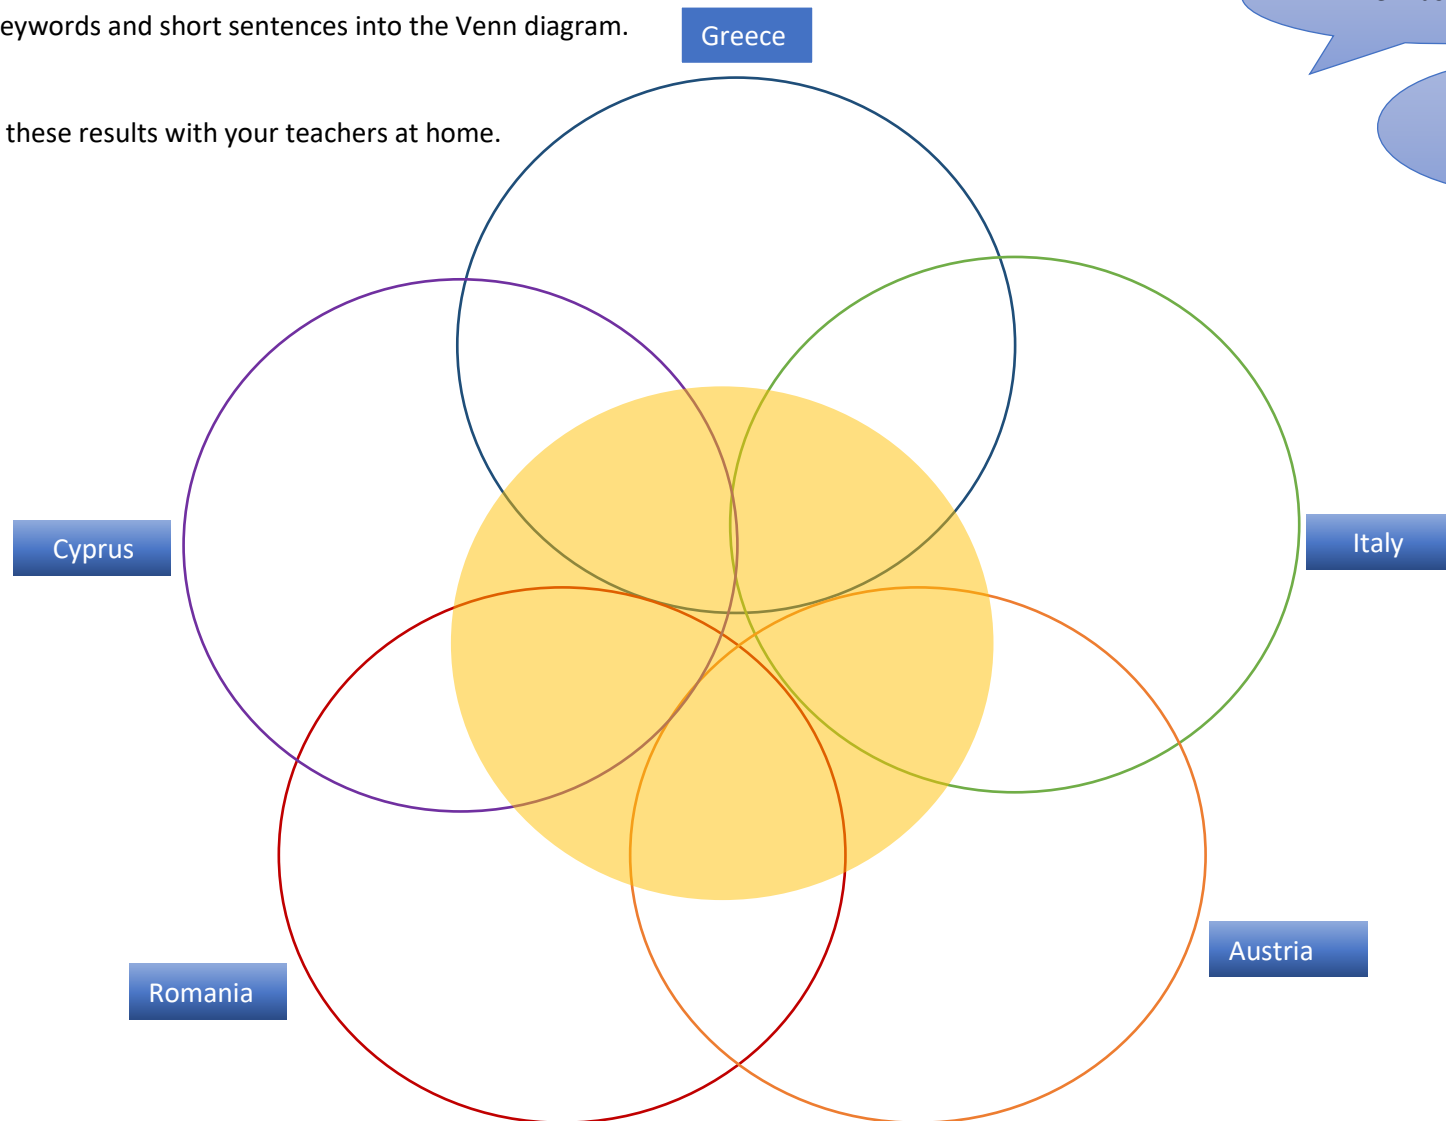 eywords and short sentences into the Venn diagram.
Greece
these results with your teachers at home.
Cyprus
Italy
Austria
Romania